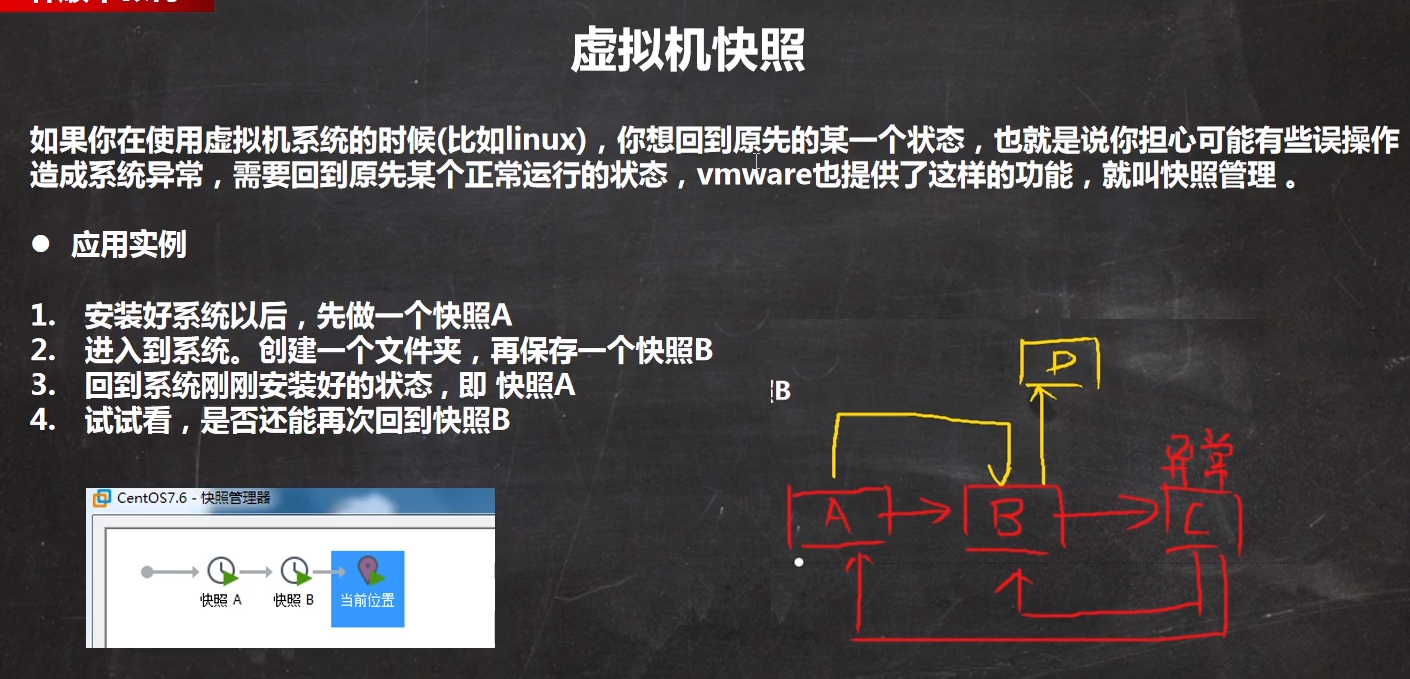 虚拟机快照
如果你在使用虚拟机系统的时候(比如linux)，你想回到原先的某一个状态，也就是说你担心可能有些误操作
造成系统异常，需要回到原先某个正常运行的状态，vmware也提供了这样的功能，就叫快照管理 。
● 应用实例
1. 安装好系统以后，先做一个快照A
2. 进入到系统。创建一个文件夹，再保存一个快照B
3. 回到系统刚刚安装好的状态，即 快照A
4. 试试看，是否还能再次回到快照B
B
D
异常
A
B
C
CentOS7.6 - 快照管理器
快照 A
快照 B
当前位置